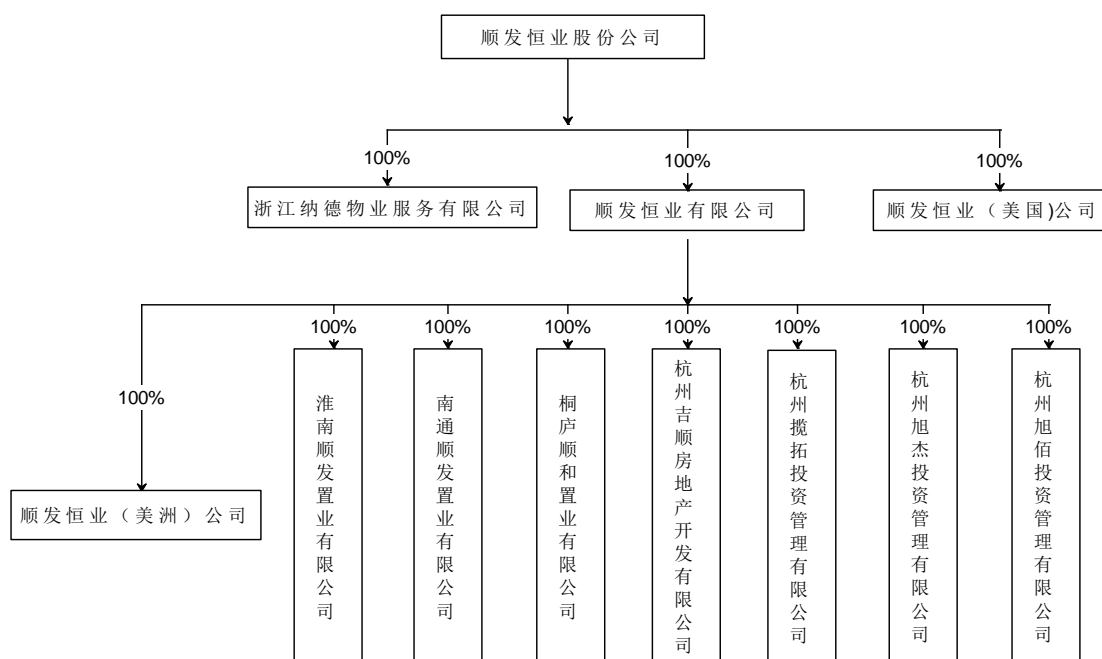 顺发恒业股份公司
100%
100%
100%
浙江纳德物业服务有限公司
顺发恒业有限公司
顺发恒业（美国)公司
100%
100%
100%
100%
100%
100%
100%
100%
淮南顺发置业有限公司
南通顺发置业有限公司
桐庐顺和置业有限公司
杭州吉顺房地产开发有限公司
杭州揽拓投资管理有限公司
杭州旭杰投资管理有限公司
杭州旭佰投资管理有限公司
顺发恒业（美洲）公司